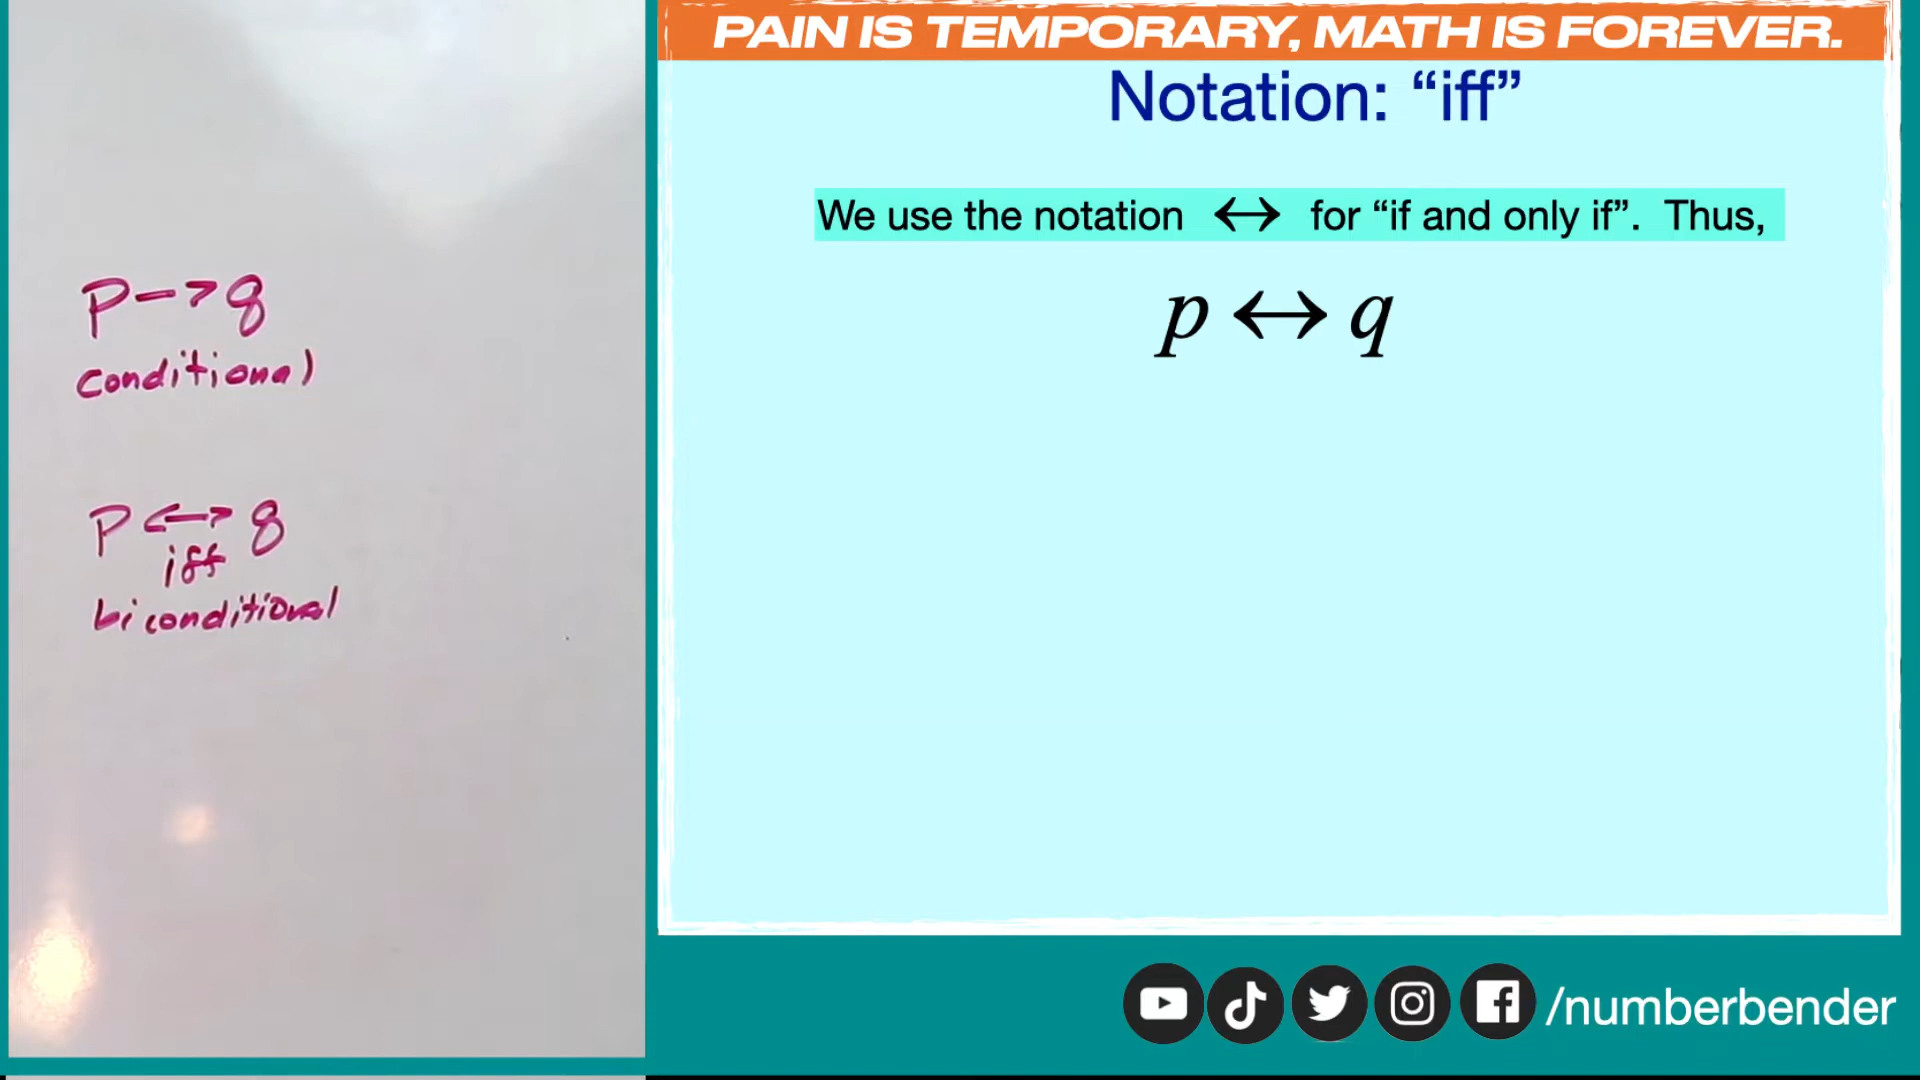 P -> q
conditional
P <-> q
iff
biconditional
PAIN IS TEMPORARY, MATH IS FOREVER.
Notation: “iff”
We use the notation ↔ for “if and only if”. Thus,
p ↔ q
/numberbender